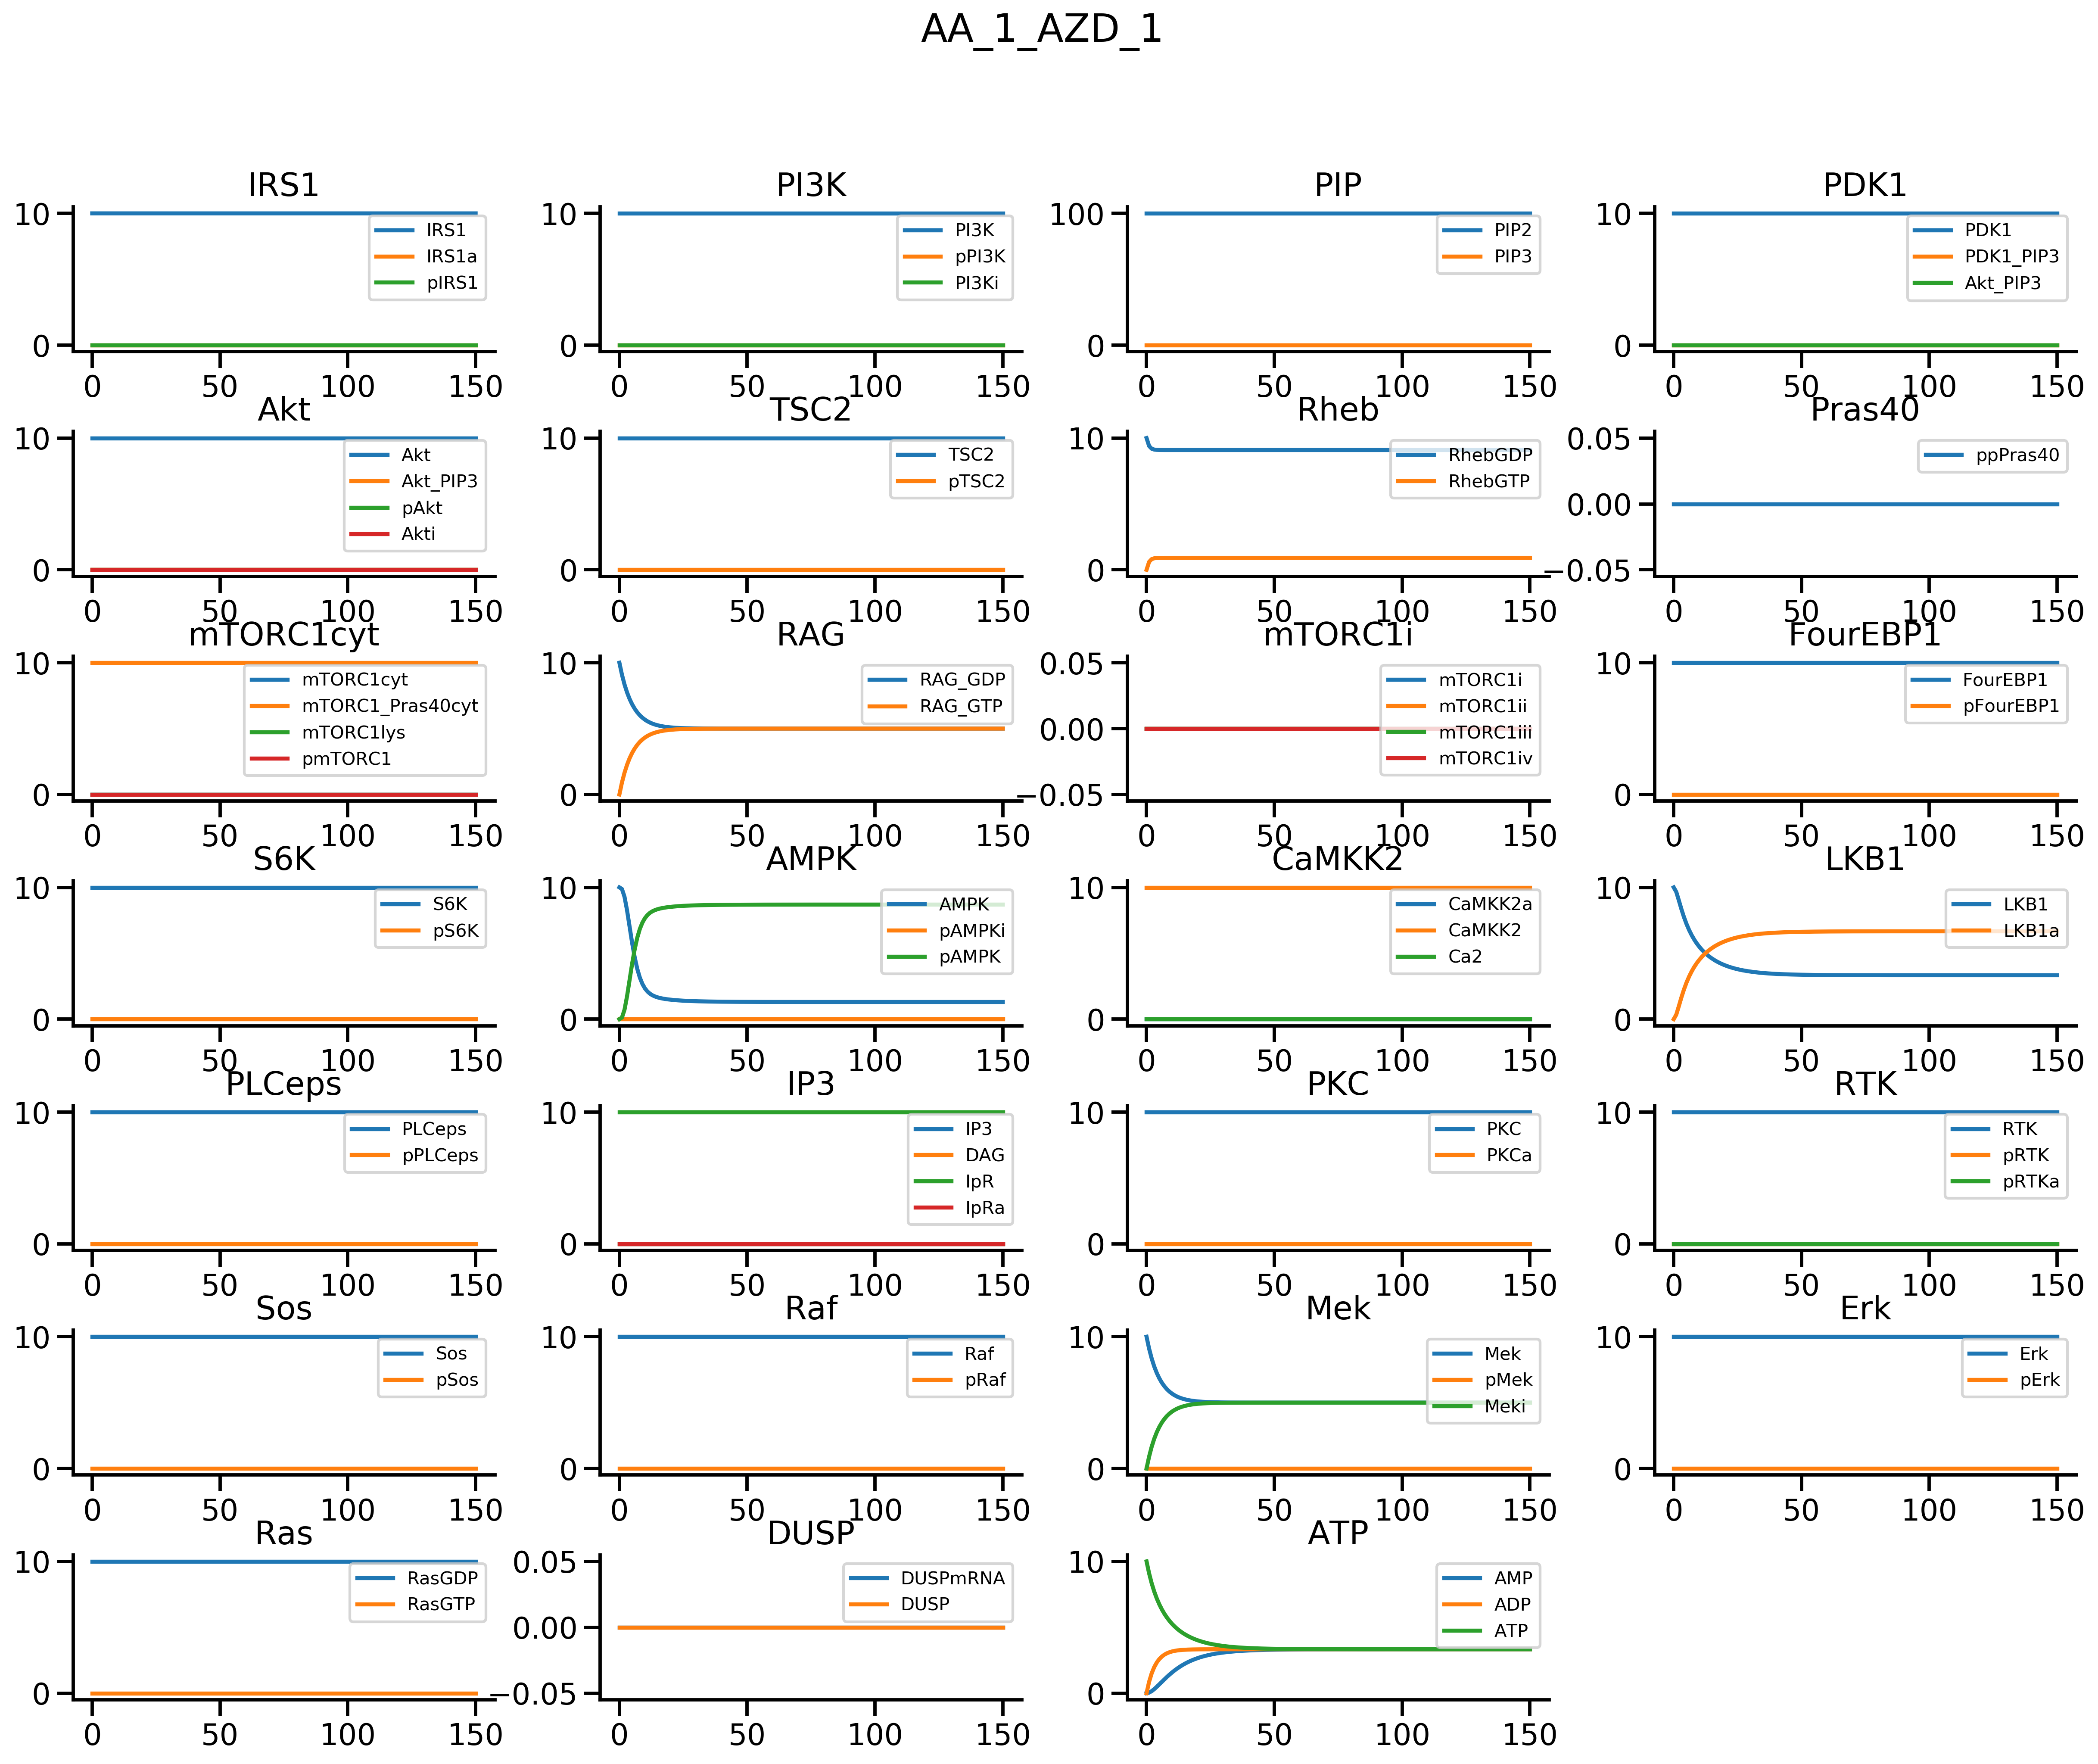 AA_1_AZD_1
IRS1
10
0
0 50 100 150
IRS1
IRS1a
pIRS1
PI3K
10
0
0 50 100 150
PI3K
pPI3K
PI3Ki
PIP
100
0
0 50 100 150
PIP2
PIP3
PDK1
10
0
0 50 100 150
PDK1
PDK1_PIP3
Akt_PIP3
Akt
10
0
0 50 100 150
Akt
Akt_PIP3
pAkt
Akti
TSC2
10
0
0 50 100 150
TSC2
pTSC2
Rheb
10
0
0 50 100 150
RhebGDP
RhebGTP
Pras40
0.05
0.00
−0.05
0 50 100 150
ppPras40
mTORC1cyt
10
0
0 50 100 150
mTORC1cyt
mTORC1_Pras40cyt
mTORC1lys
pmTORC1
RAG
10
0
0 50 100 150
RAG_GDP
RAG_GTP
mTORC1i
0.05
0.00
−0.05
0 50 100 150
mTORC1i
mTORC1ii
mTORC1iii
mTORC1iv
FourEBP1
10
0
0 50 100 150
FourEBP1
pFourEBP1
S6K
10
0
0 50 100 150
S6K
pS6K
AMPK
10
0
0 50 100 150
AMPK
pAMPKi
pAMPK
CaMKK2
10
0
0 50 100 150
CaMKK2a
CaMKK2
Ca2
LKB1
10
0
0 50 100 150
LKB1
LKB1a
PLCeps
10
0
0 50 100 150
PLCeps
pPLCeps
IP3
10
0
0 50 100 150
IP3
DAG
IpR
IpRa
PKC
10
0
0 50 100 150
PKC
PKCa
RTK
10
0
0 50 100 150
RTK
pRTK
pRTKa
Sos
10
0
0 50 100 150
Sos
pSos
Raf
10
0
0 50 100 150
Raf
pRaf
Mek
10
0
0 50 100 150
Mek
pMek
Meki
Erk
10
0
0 50 100 150
Erk
pErk
Ras
10
0
0 50 100 150
RasGDP
RasGTP
DUSP
0.05
0.00
−0.05
0 50 100 150
DUSPmRNA
DUSP
ATP
10
0
0 50 100 150
AMP
ADP
ATP